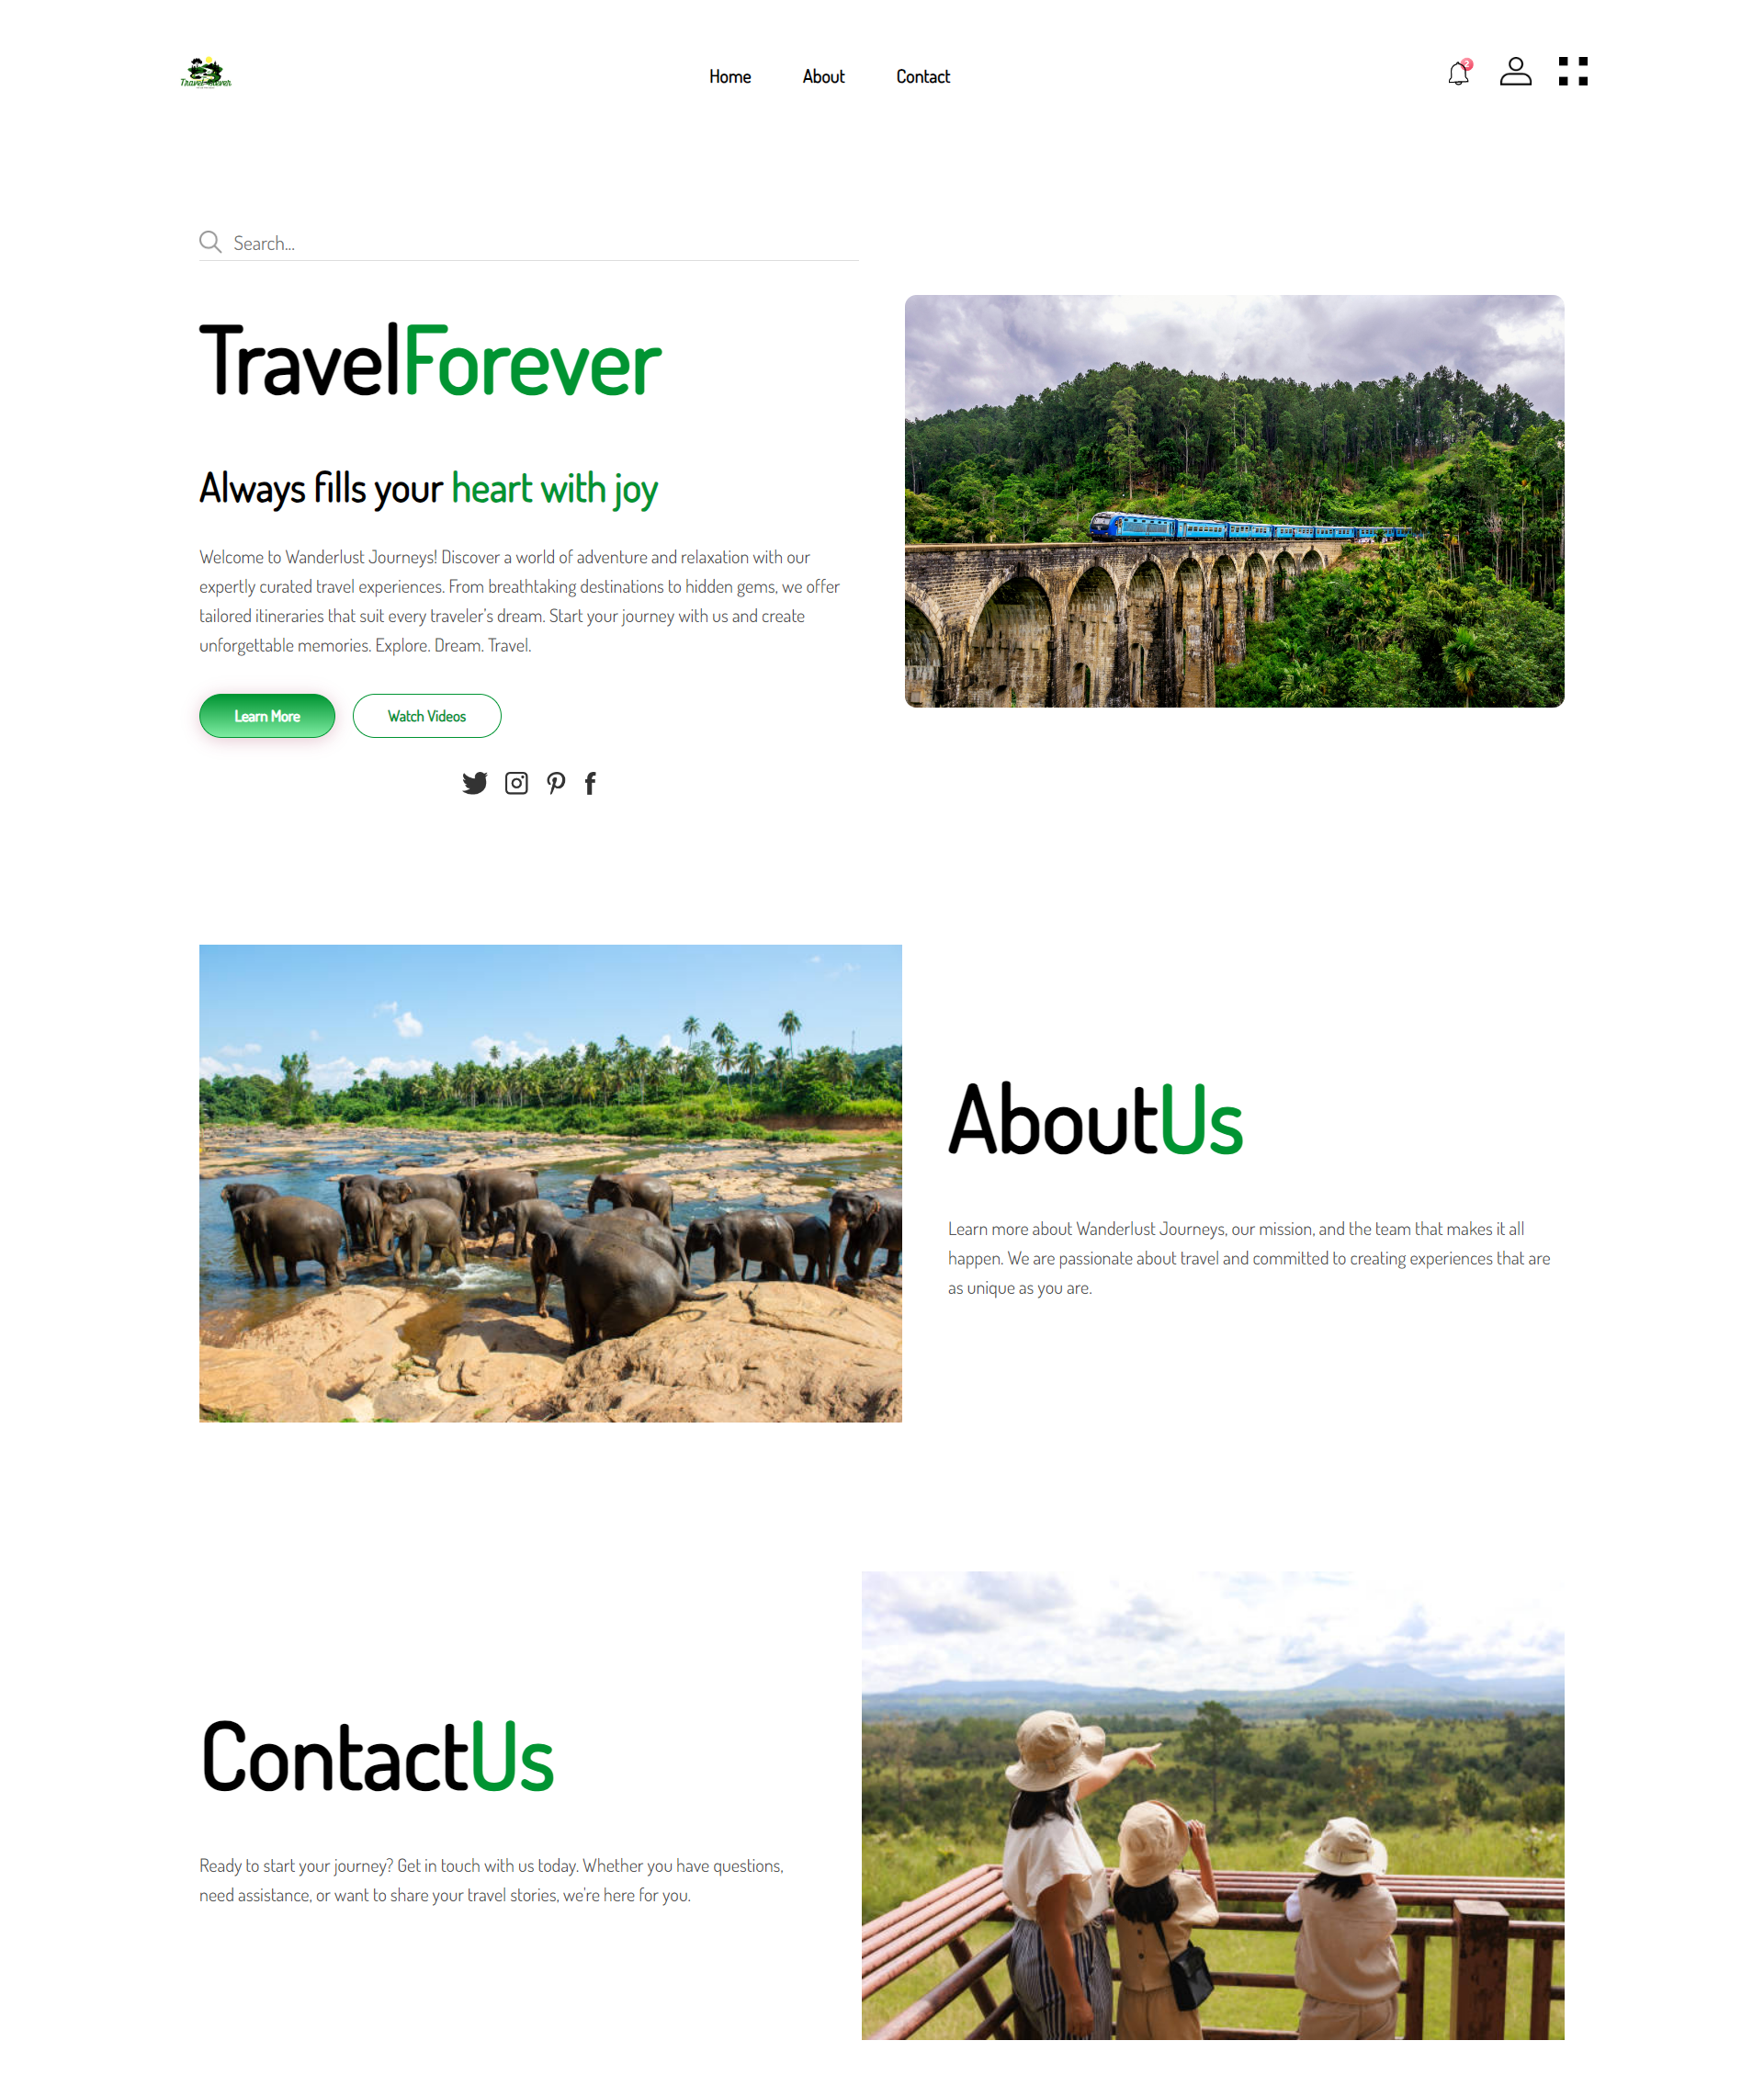 Home About Contact
2
Search...
TravelForever
Always fills your heart with joy
Welcome to Wanderlust Journeys! Discover a world of adventure and relaxation with our
expertly curated travel experiences. From breathtaking destinations to hidden gems, we offer
tailored itineraries that suit every traveler's dream. Start your journey with us and create
unforgettable memories. Explore. Dream. Travel.
Learn More Watch Videos
AboutUs
Learn more about Wanderlust Journeys, our mission, and the team that makes it all
happen. We are passionate about travel and committed to creating experiences that are
as unique as you are.
ContactUs
Ready to start your journey? Get in touch with us today. Whether you have questions,
need assistance, or want to share your travel stories, we're here for you.